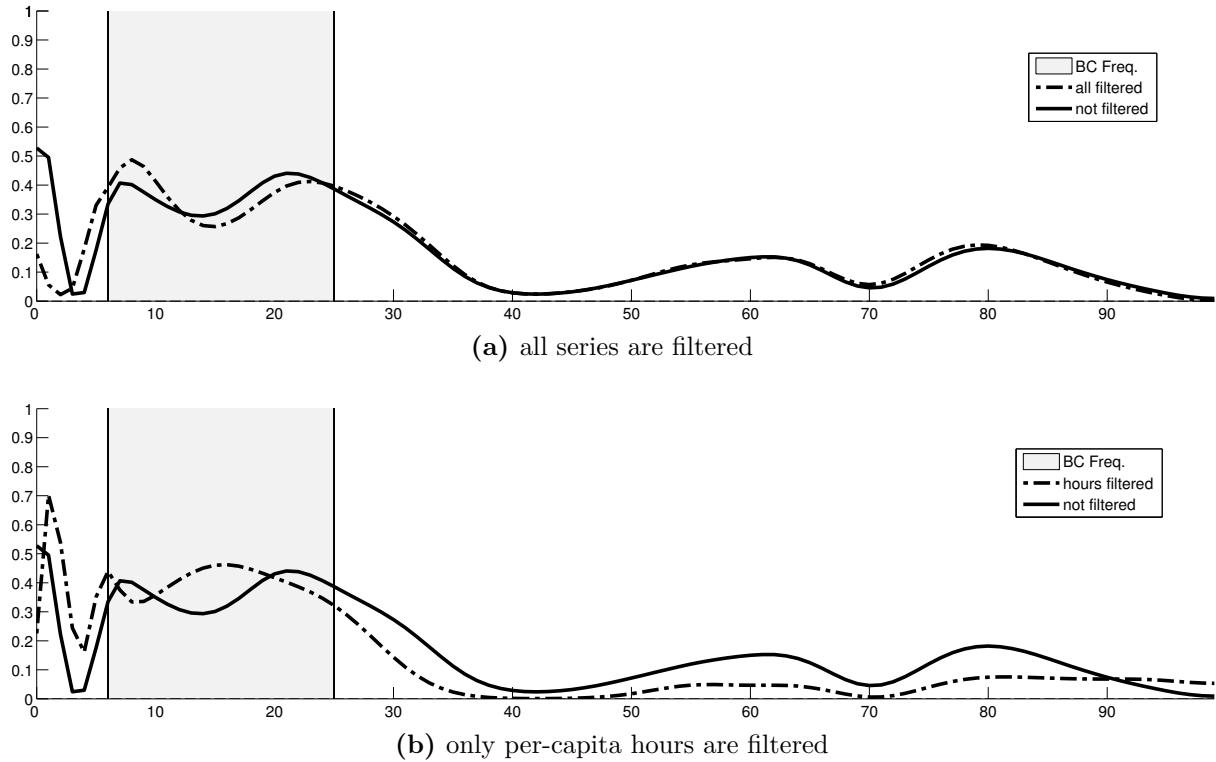 1
0.9
0.8
0.7
0.6
0.5
0.4
0.3
0.2
0.1
0
BC Freq.
all filtered
not filtered
0 10 20 30 40 50 60 70 80 90
(a) all series are filtered
1
0.9
0.8
0.7
0.6
0.5
0.4
0.3
0.2
0.1
0
BC Freq.
hours filtered
not filtered
0 10 20 30 40 50 60 70 80 90
(b) only per-capita hours are filtered